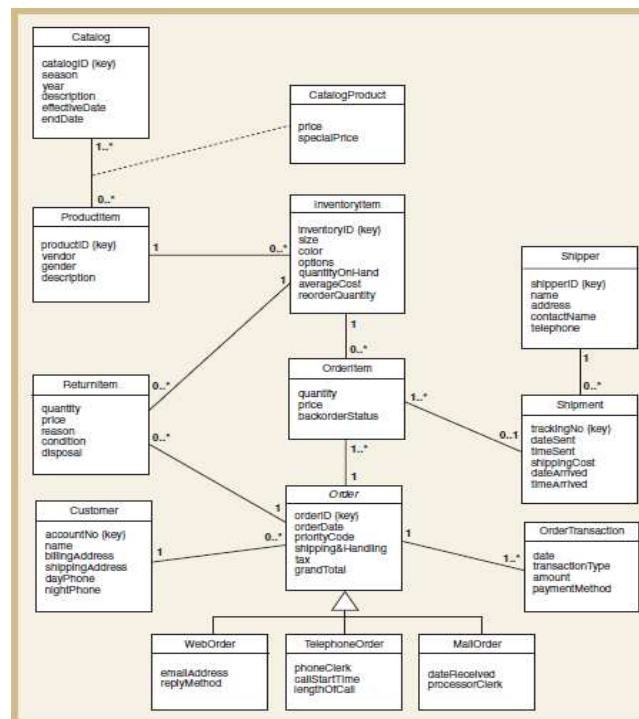 Catalog
catalogID {key}
season
year
description
effectiveDate
endDate
CatalogProduct
price
specialPrice
1..*
0..*
ProductItem
productID {key}
vendor
gender
description
1
0..*
InventoryItem
inventoryID {key}
size
color
options
quantityOnHand
averageCost
reorderQuantity
1
1
0..*
Shipper
shipperID {key}
name
address
contactName
telephone
1
0..*
ReturnItem
quantity
price
reason
condition
disposal
0..*
0..*
1
OrderItem
quantity
price
backorderStatus
1..*
0..1
1..*
1
Shipment
trackingNo {key}
dateSent
timeSent
shippingCost
dateArrived
timeArrived
Customer
accountNo {key}
name
billingAddress
shippingAddress
dayPhone
nightPhone
1
0..*
Order
orderID {key}
orderDate
priorityCode
shipping&Handling
tax
grandTotal
1
1..*
OrderTransaction
date
transactionType
amount
paymentMethod
WebOrder
emailAddress
replyMethod
TelephoneOrder
phoneClerk
callStartTime
lengthOfCall
MailOrder
dateReceived
processorClerk